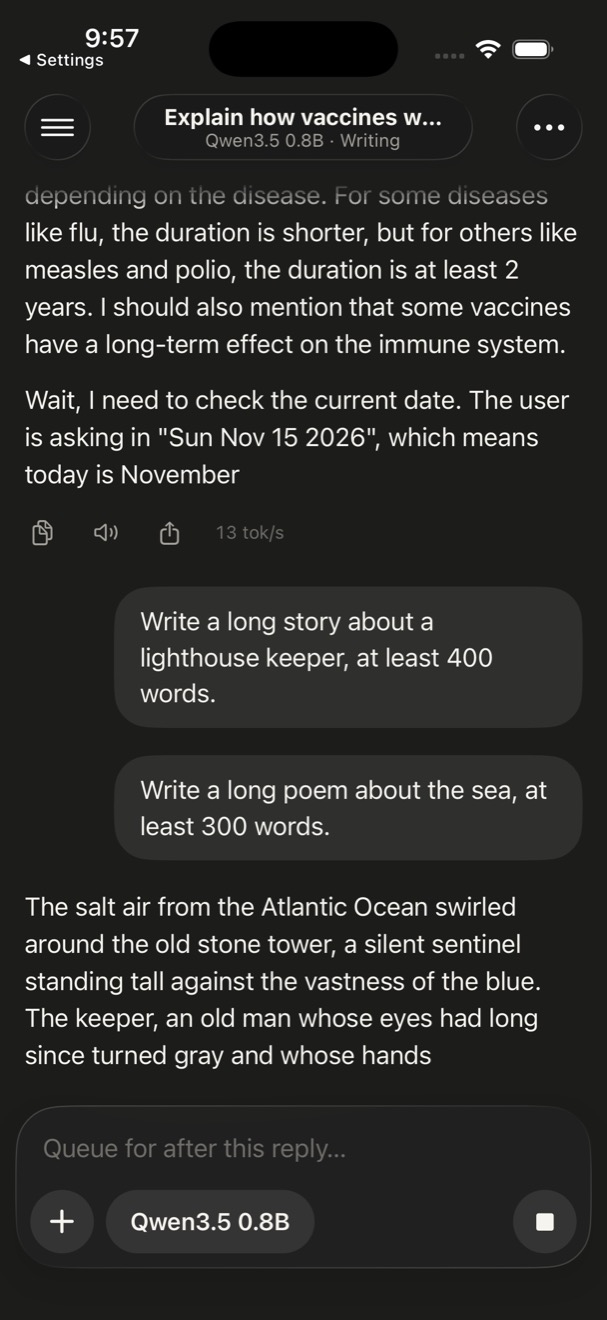 9:57
◀ Settings
Explain how vaccines w...
Qwen3.5 0.8B · Writing
depending on the disease. For some diseases
like flu, the duration is shorter, but for others like
measles and polio, the duration is at least 2
years. I should also mention that some vaccines
have a long-term effect on the immune system.
Wait, I need to check the current date. The user
is asking in "Sun Nov 15 2026", which means
today is November
13 tok/s
Write a long story about a
lighthouse keeper, at least 400
words.
Write a long poem about the sea, at
least 300 words.
The salt air from the Atlantic Ocean swirled
around the old stone tower, a silent sentinel
standing tall against the vastness of the blue.
The keeper, an old man whose eyes had long
since turned gray and whose hands
Queue for after this reply...
Qwen3.5 0.8B